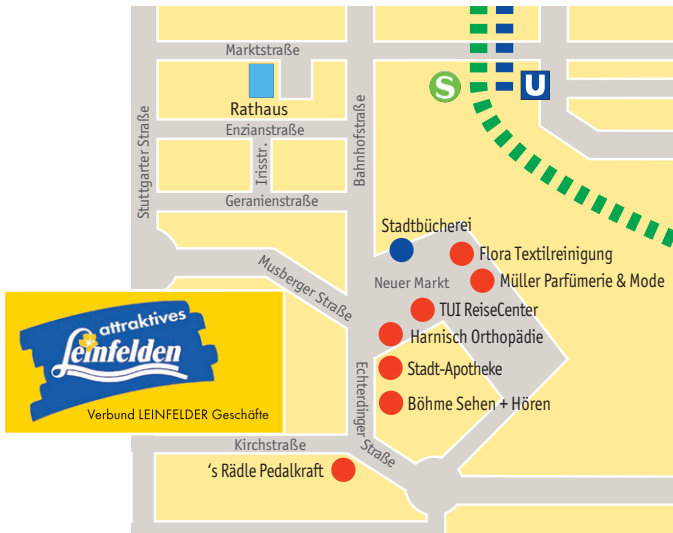 Marktstraße
S
U
Rathaus
Enzianstraße
Stuttgarter Straße
Irisstr.
Bahnhofstraße
Geranienstraße
Stadtbücherei
Flora Textilreinigung
Musberger Straße
Neuer Markt
Müller Parfümerie & Mode
TUI ReiseCenter
attraktives
Leinfelden
Verbund LEINFELDER Geschäfte
Harnisch Orthopädie
Stadt-Apotheke
Echterdinger Straße
Böhme Sehen + Hören
Kirchstraße
‘s Rädle Pedalkraft